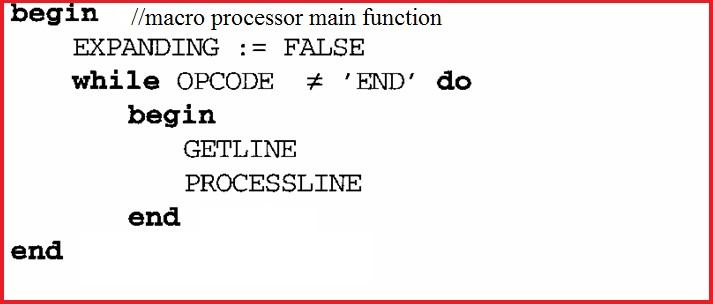 begin //macro processor main function
EXPANDING := FALSE
while OPCODE ≠ 'END' do
begin
GETLINE
PROCESSLINE
end
end